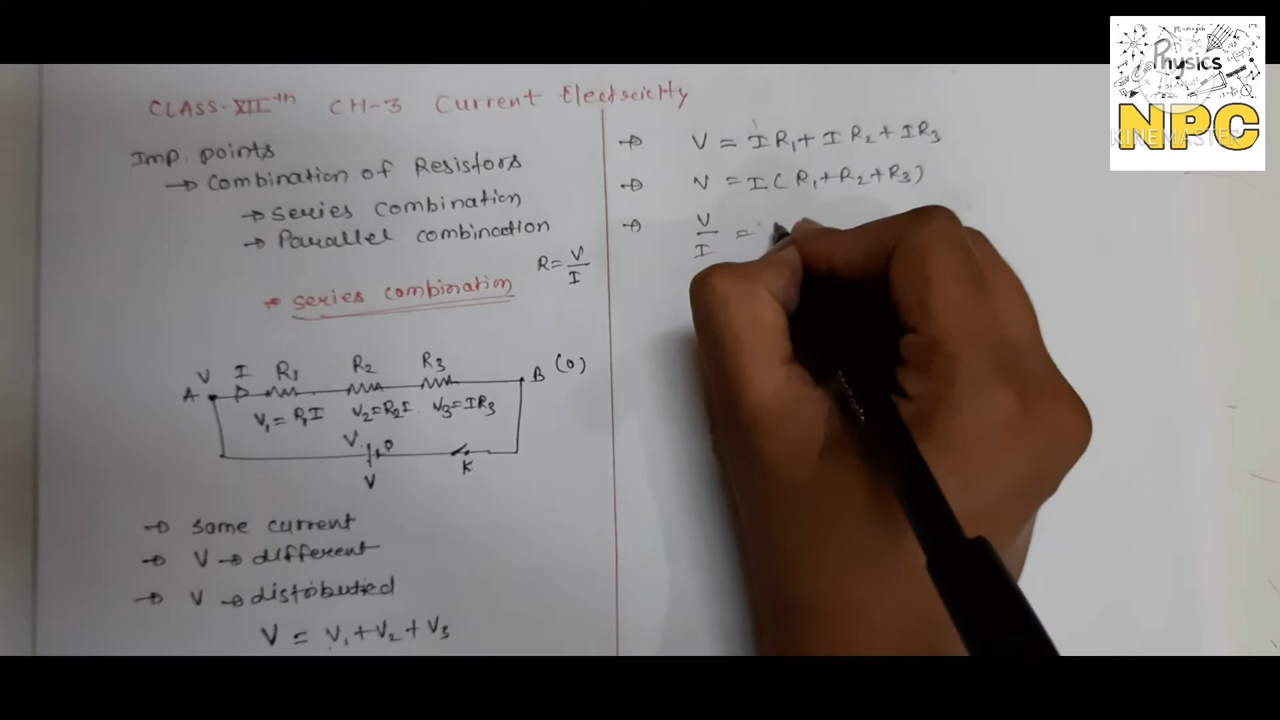 CLASS-XIIth CH-3 Current Electricity
Imp. points
→ Combination of Resistors
→ Series Combination
→ Parallel combination
R = V/I
* series combination
V I R1 R2 R3
A B (0)
V1 = R1I V2 = R2I V3 = IR3
V 0
V K
→ same current
→ V → different
→ V → distributed
V = V1 + V2 + V3
→ V = IR1 + IR2 + IR3
→ V = I(R1+R2+R3)
→ V/I =
Physics
NPC
KINEMASTER